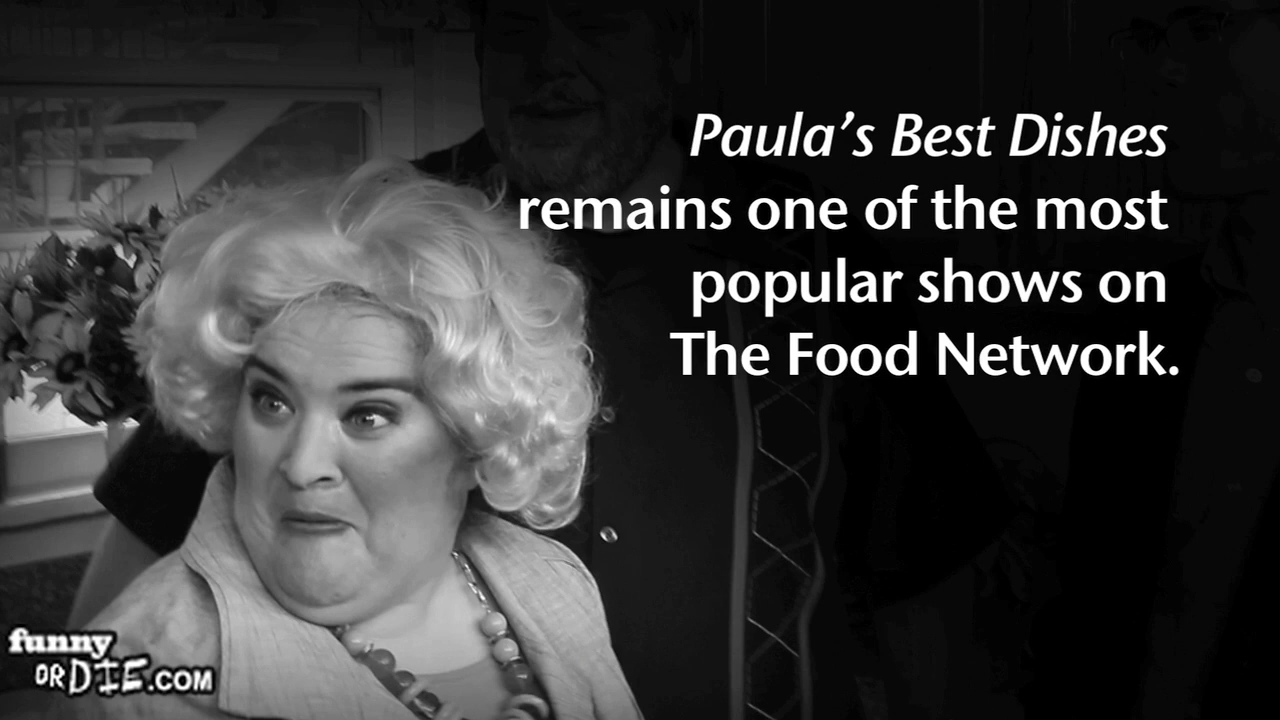 Paula’s Best Dishes
remains one of the most
popular shows on
The Food Network.
funny
OR DIE.COM